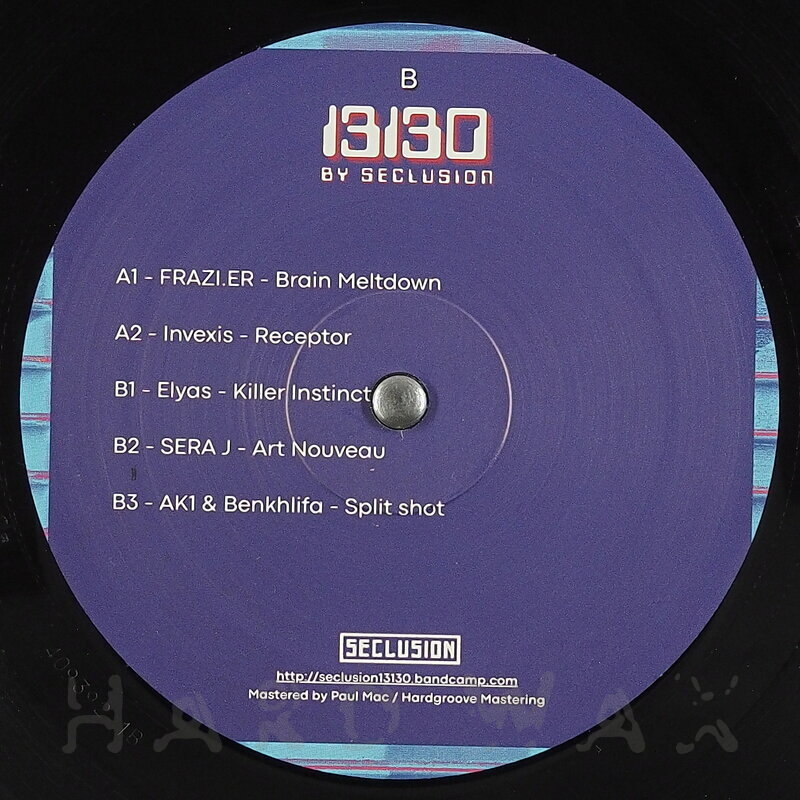 B
13130
BY SECLUSION
A1 - FRAZI.ER - Brain Meltdown
A2 - Invexis - Receptor
B1 - Elyas - Killer Instinct
B2 - SERA J - Art Nouveau
B3 - AK1 & Benkhlifa - Split shot
SECLUSION
http://seclusion13130.bandcamp.com
Mastered by Paul Mac / Hardgroove Mastering
HARD WAX